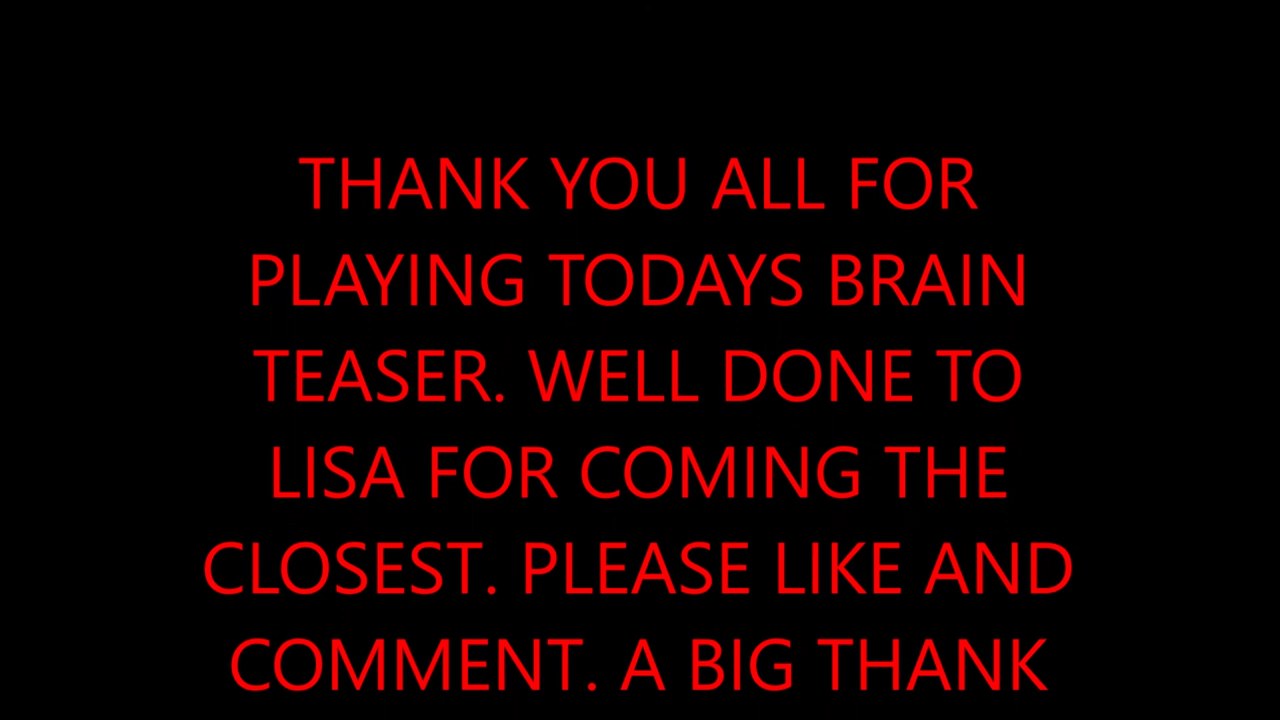 THANK YOU ALL FOR
PLAYING TODAYS BRAIN
TEASER. WELL DONE TO
LISA FOR COMING THE
CLOSEST. PLEASE LIKE AND
COMMENT. A BIG THANK